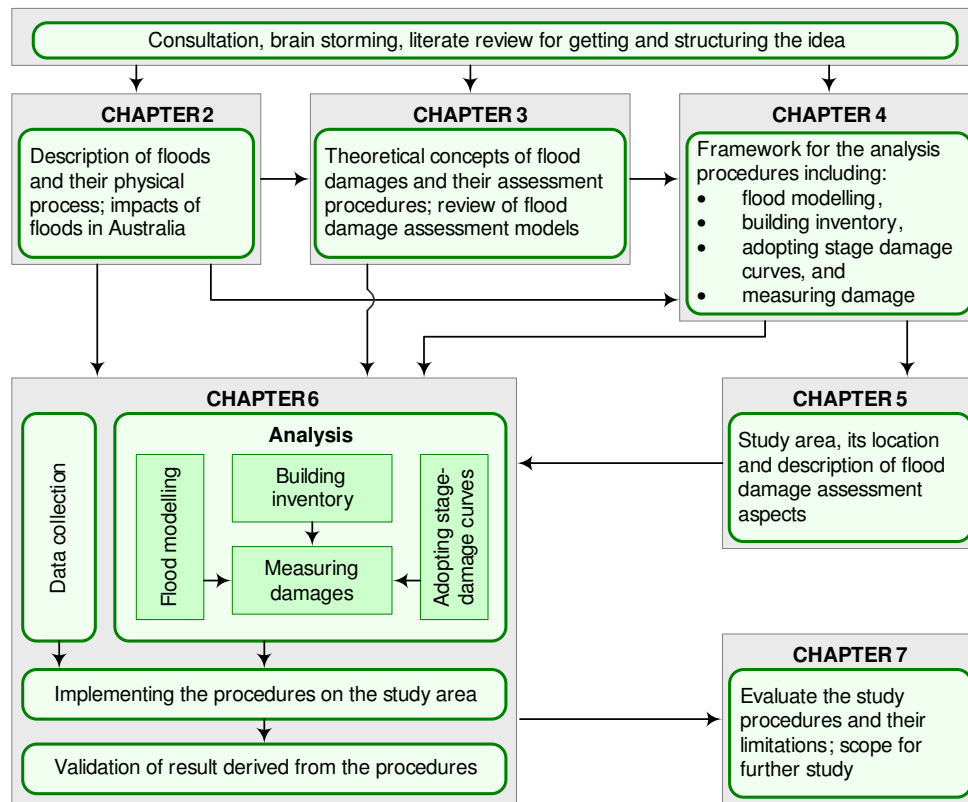 Consultation, brain storming, literate review for getting and structuring the idea
CHAPTER 2
Description of floods
and their physical
process; impacts of
floods in Australia
CHAPTER 3
Theoretical concepts of flood
damages and their assessment
procedures; review of flood
damage assessment models
CHAPTER 4
Framework for the analysis
procedures including:
• flood modelling,
• building inventory,
• adopting stage damage
curves, and
• measuring damage
CHAPTER 6
Data collection
Analysis
Flood modelling
Building
inventory
Measuring
damages
Adopting stage-
damage curves
Implementing the procedures on the study area
Validation of result derived from the procedures
CHAPTER 5
Study area, its location
and description of flood
damage assessment
aspects
CHAPTER 7
Evaluate the study
procedures and their
limitations; scope for
further study